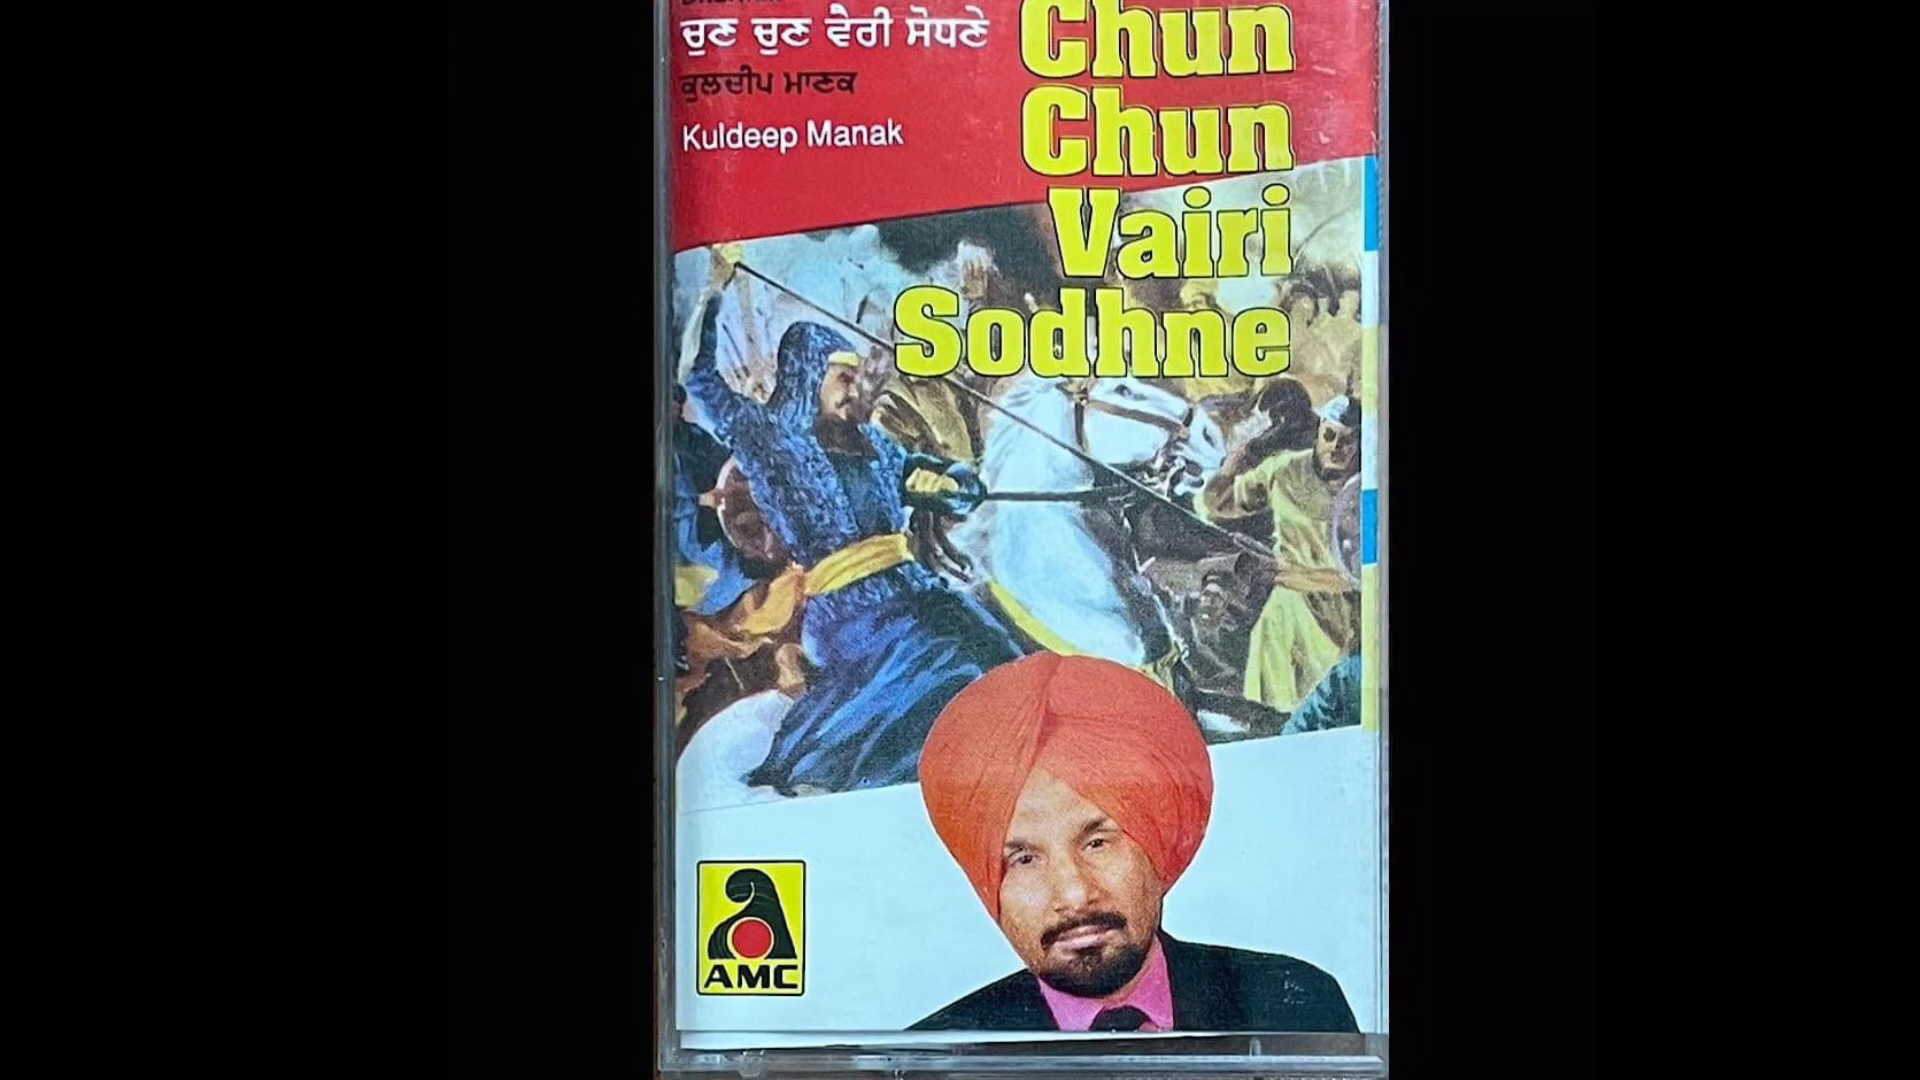 ਚੁਣ ਚੁਣ ਵੈਰੀ ਸੋਧਣੇ
ਕੁਲਦੀਪ ਮਾਣਕ
Kuldeep Manak
Chun
Chun
Vairi
Sodhne
AMC